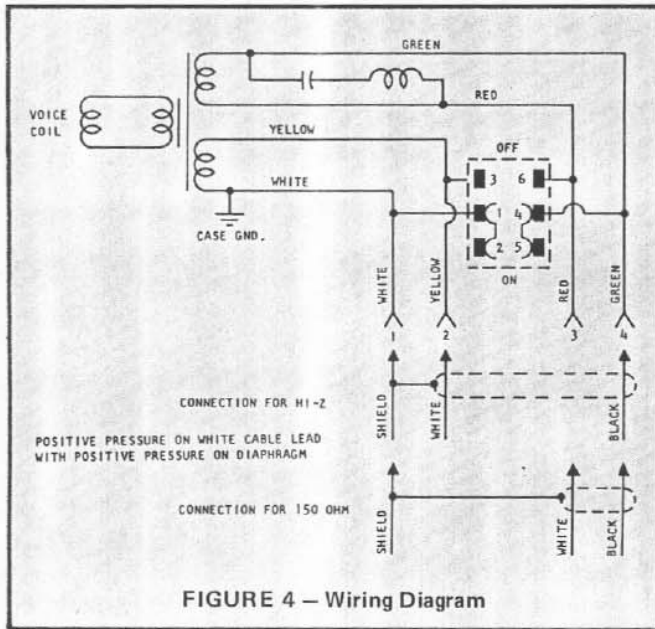 GREEN
RED
VOICE
COIL
YELLOW
OFF
3 6
WHITE
1 4
CASE GND.
2 5
ON
WHITE
YELLOW
RED
GREEN
1 2 3 4
CONNECTION FOR HI-Z
SHIELD
WHITE
BLACK
POSITIVE PRESSURE ON WHITE CABLE LEAD
WITH POSITIVE PRESSURE ON DIAPHRAGM
CONNECTION FOR 150 OHM
SHIELD
WHITE
BLACK
FIGURE 4 — Wiring Diagram